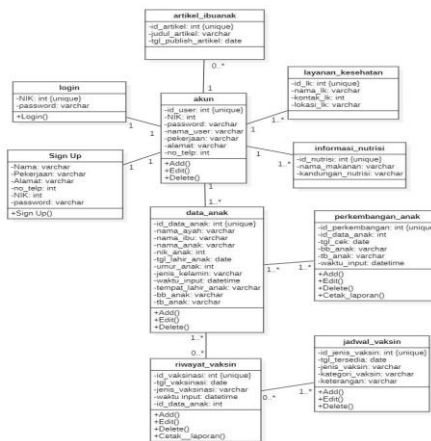 artikel_ibuanak
-id_artikel: int {unique}
-judul_artikel: varchar
-tgl_publish_artikel: date
0..*
1
login
-NIK: int {unique}
-password: varchar
+Login()
1
1
akun
-id_user: int {unique}
-NIK: int
-password: varchar
-nama_user: varchar
-pekerjaan: varchar
-alamat: varchar
-no_telp: int
+Add()
+Edit()
+Delete()
layanan_kesehatan
-id_lk: int {unique}
-nama_lk: varchar
-kontak_lk: int
-lokasi_lk: varchar
1
1..*
Sign Up
-Nama: varchar
-Pekerjaan: varchar
-Alamat: varchar
-no_telp: int
-NIK: int
-password: varchar
+Sign Up()
1
1
informasi_nutrisi
-id_nutrisi: int {unique}
-nama_makanan: varchar
-kandungan_nutrisi: varchar
1
1..*
1
1..*
data_anak
-id_data_anak: int {unique}
-nama_ayah: varchar
-nama_ibu: varchar
-nama_anak: varchar
-nik_anak: int
-tgl_lahir_anak: date
-umur_anak: int
-jenis_kelamin: varchar
-waktu_input: datetime
-tempat_lahir_anak: varchar
-bb_anak: varchar
-tb_anak: varchar
+Add()
+Edit()
+Delete()
perkembangan_anak
-id_perkembangan: int {unique}
-id_data_anak: int
-tgl_cek: date
-bb_anak: varchar
-tb_anak: varchar
-waktu_input: datetime
+Add()
+Edit()
+Delete()
+Cetak_laporan()
1..*
1..*
1..*
0..*
riwayat_vaksin
-id_vaksinasi: int {unique}
-tgl_vaksinasi: date
-jenis_vaksinasi: varchar
-waktu input: datetime
-id_data_anak: int
+Add()
+Edit()
+Delete()
+Cetak__laporan()
jadwal_vaksin
-id_jenis_vaksin: int {unique}
-tgl_tersedia: date
-jenis_vaksin: varchar
-kategori_vaksin: varchar
-keterangan: varchar
+Add()
+Edit()
+Delete()
0..*
1..*